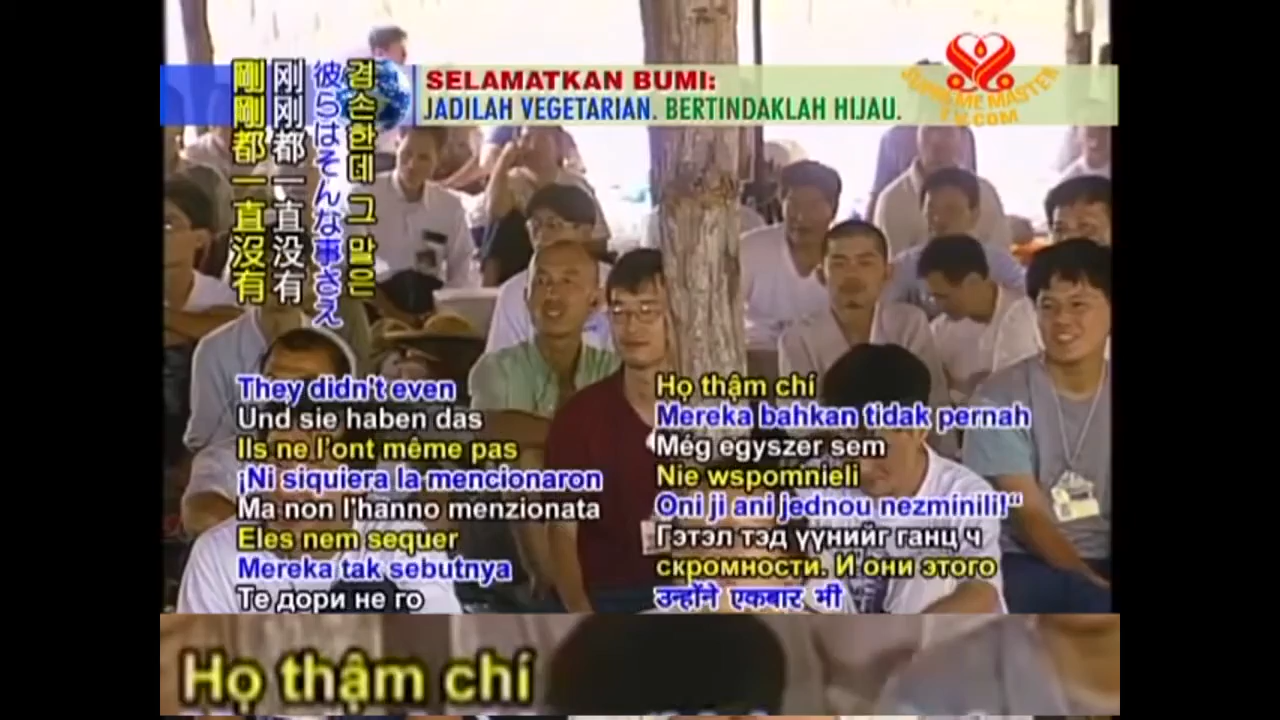 SELAMATKAN BUMI:
JADILAH VEGETARIAN. BERTINDAKLAH HIJAU.
SUPREME MASTER
TV.COM
겸손한데 그 말은
彼らはそんな事さえ
刚刚都一直没有
剛剛都一直沒有
They didn't even
Und sie haben das
Ils ne l'ont même pas
¡Ni siquiera la mencionaron
Ma non l'hanno menzionata
Eles nem sequer
Mereka tak sebutnya
Те дори не го
Họ thậm chí
Mereka bahkan tidak pernah
Még egyszer sem
Nie wspomnieli
Oni ji ani jednou nezmínili!“
Гэтэл тэд үүнийг ганц ч
скромности. И они этого
उन्होंने एकबार भी
Họ thậm chí